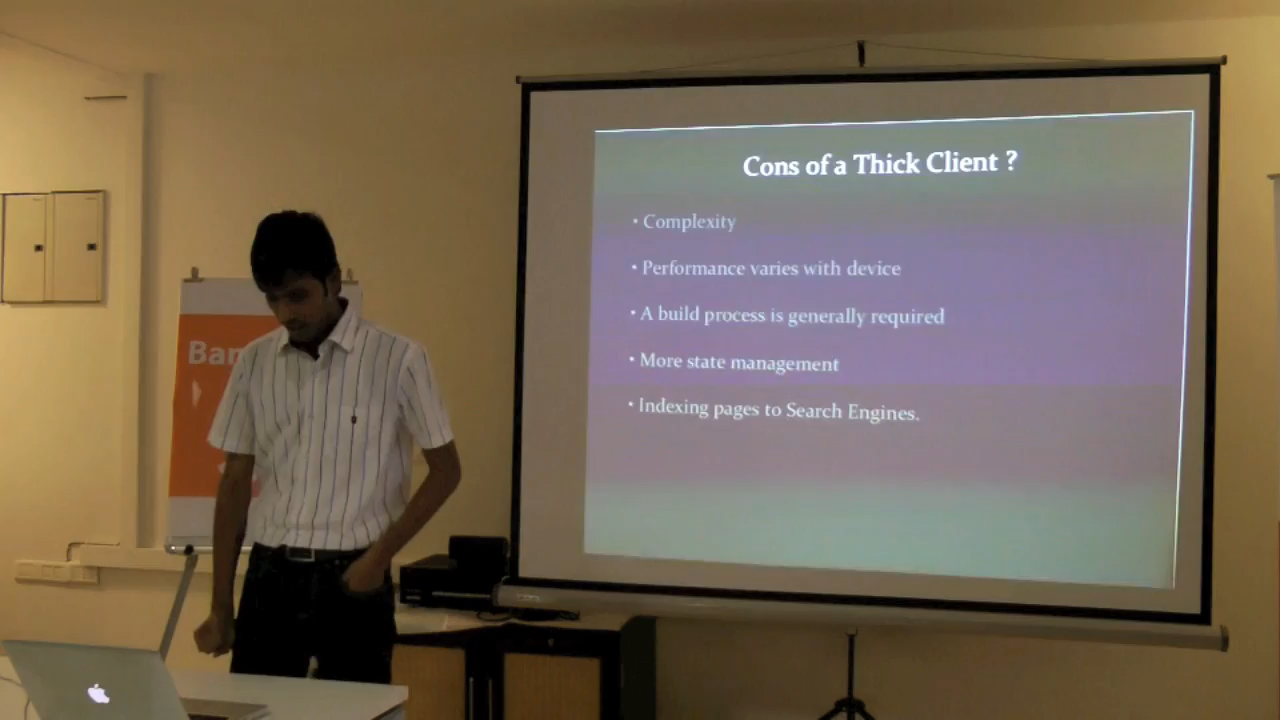 Cons of a Thick Client ?
• Complexity
• Performance varies with device
• A build process is generally required
• More state management
• Indexing pages to Search Engines.